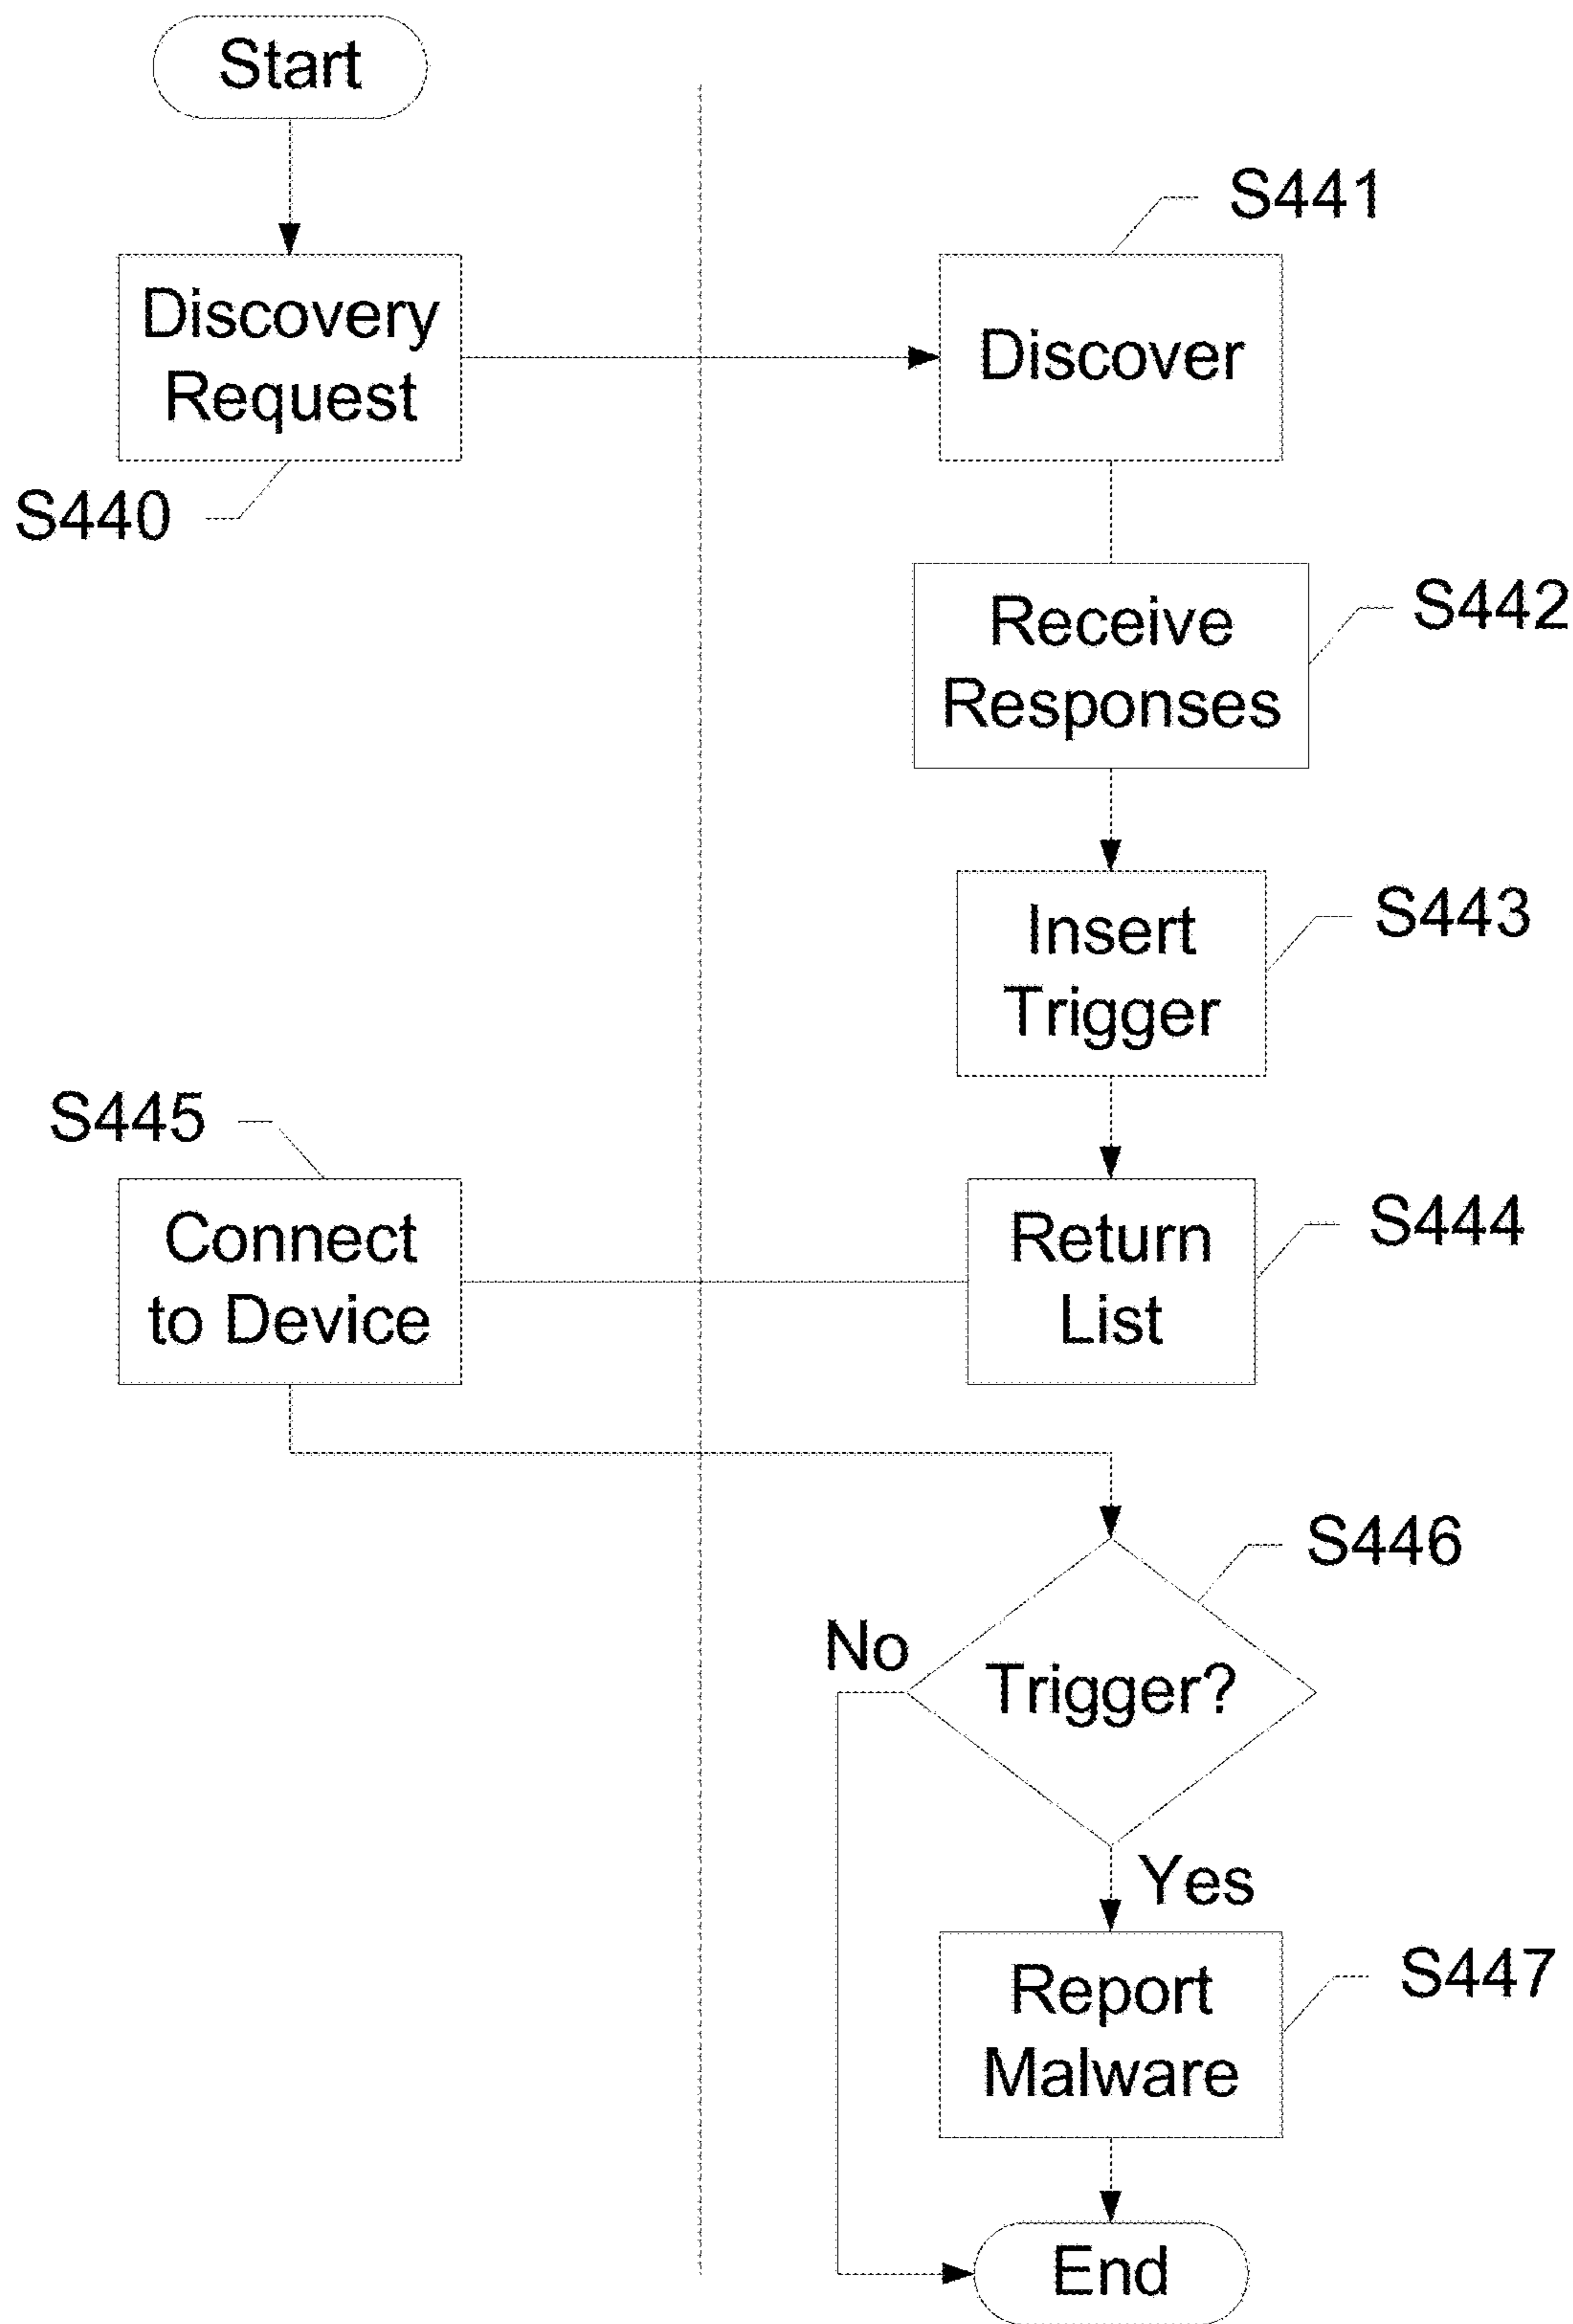 Start
S441
Discovery
Request
Discover
S440
Receive
Responses
S442
Insert
Trigger
S443
S445
Connect
to Device
Return
List
S444
S446
No
Trigger?
Yes
Report
Malware
S447
End